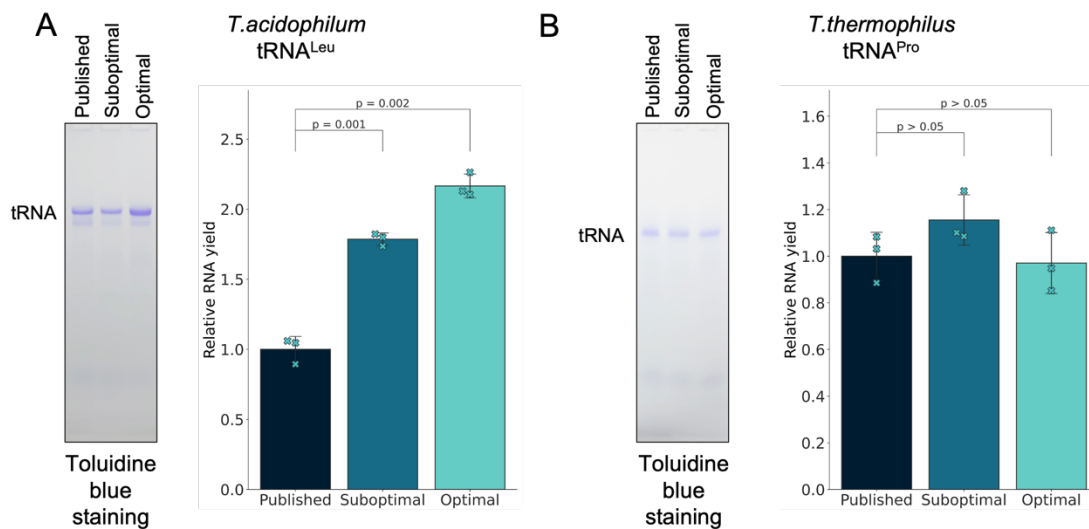 A
T.acidophilum
tRNALeu
Published
Suboptimal
Optimal
tRNA
Toluidine
blue
staining
Relative RNA yield
2.5
2.0
1.5
1.0
0.5
0.0
p = 0.002
p = 0.001
Published Suboptimal Optimal
B
T.thermophilus
tRNAPro
Published
Suboptimal
Optimal
tRNA
Toluidine
blue
staining
Relative RNA yield
1.6
1.4
1.2
1.0
0.8
0.6
0.4
0.2
0.0
p > 0.05
p > 0.05
Published Suboptimal Optimal